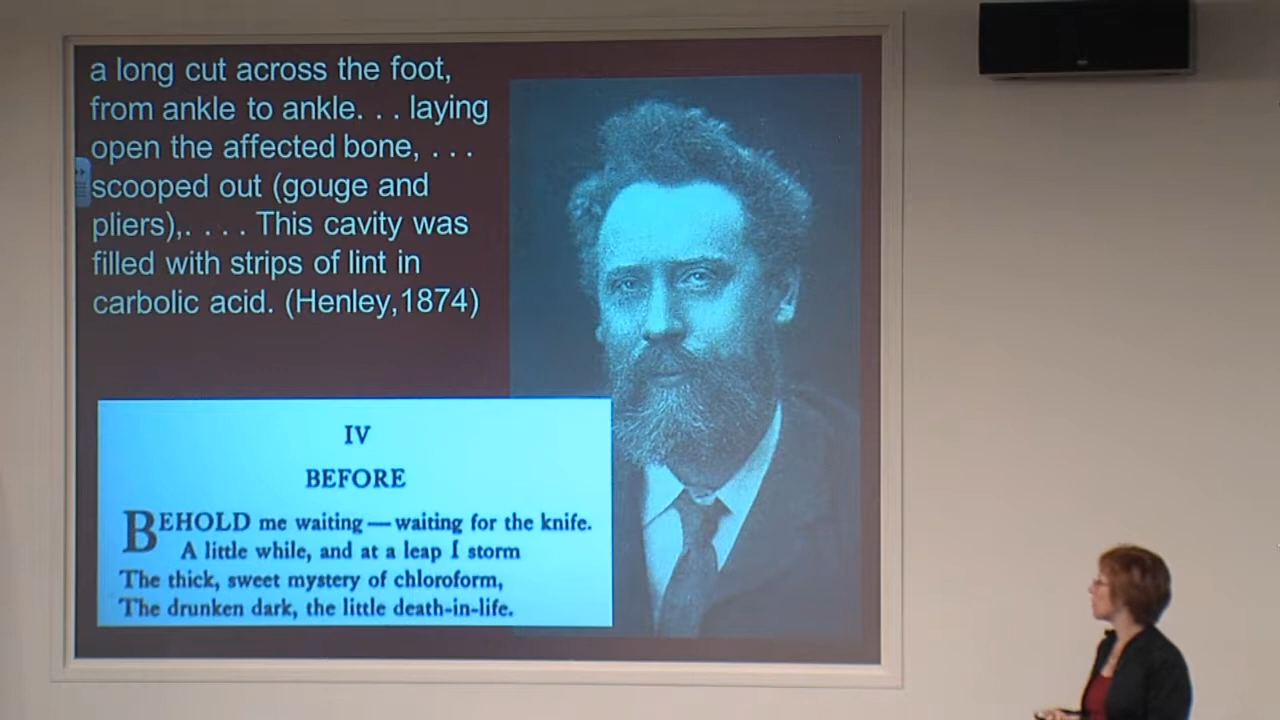 a long cut across the foot,
from ankle to ankle. . . laying
open the affected bone, . . .
scooped out (gouge and
pliers),. . . . This cavity was
filled with strips of lint in
carbolic acid. (Henley,1874)
IV
BEFORE
BEHOLD me waiting—waiting for the knife.
A little while, and at a leap I storm
The thick, sweet mystery of chloroform,
The drunken dark, the little death-in-life.